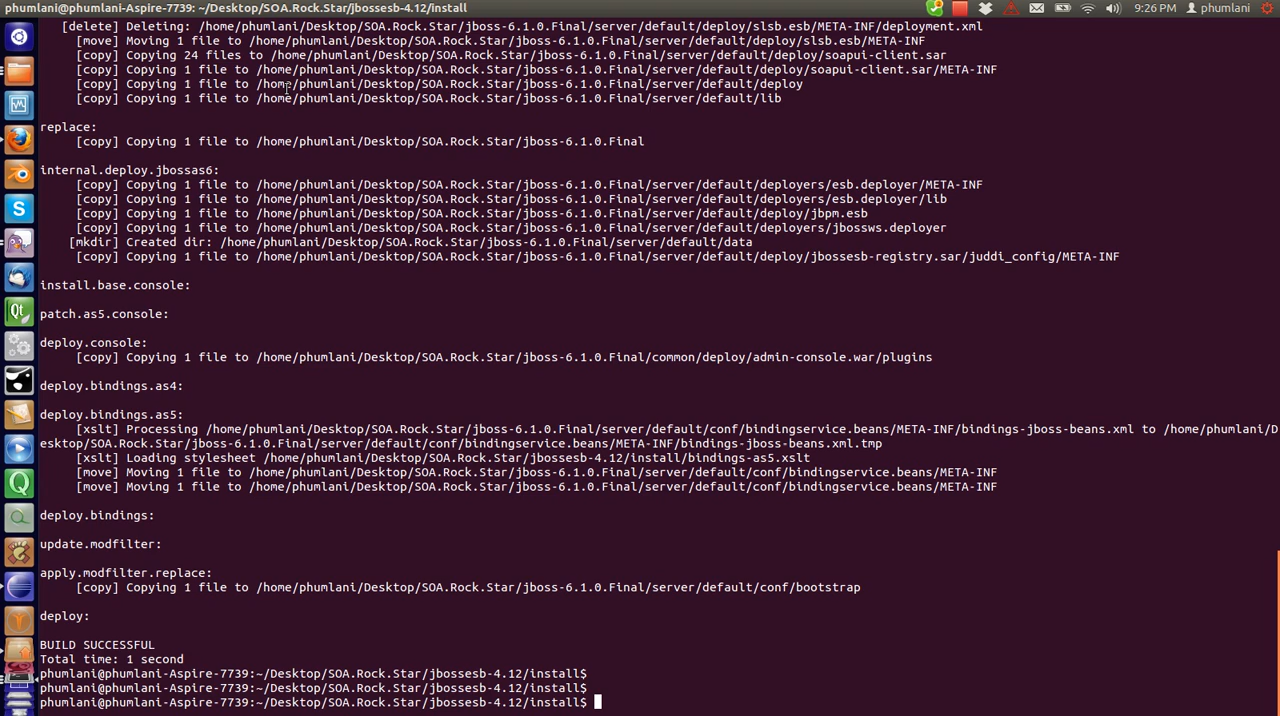 phumlani@phumlani-Aspire-7739: ~/Desktop/SOA.Rock.Star/jbossesb-4.12/install
9:26 PM phumlani
[delete] Deleting: /home/phumlani/Desktop/SOA.Rock.Star/jboss-6.1.0.Final/server/default/deploy/slsb.esb/META-INF/deployment.xml
[move] Moving 1 file to /home/phumlani/Desktop/SOA.Rock.Star/jboss-6.1.0.Final/server/default/deploy/slsb.esb/META-INF
[copy] Copying 24 files to /home/phumlani/Desktop/SOA.Rock.Star/jboss-6.1.0.Final/server/default/deploy/soapui-client.sar
[copy] Copying 1 file to /home/phumlani/Desktop/SOA.Rock.Star/jboss-6.1.0.Final/server/default/deploy/soapui-client.sar/META-INF
[copy] Copying 1 file to /home/phumlani/Desktop/SOA.Rock.Star/jboss-6.1.0.Final/server/default/deploy
[copy] Copying 1 file to /home/phumlani/Desktop/SOA.Rock.Star/jboss-6.1.0.Final/server/default/lib
replace:
[copy] Copying 1 file to /home/phumlani/Desktop/SOA.Rock.Star/jboss-6.1.0.Final
internal.deploy.jbossas6:
[copy] Copying 1 file to /home/phumlani/Desktop/SOA.Rock.Star/jboss-6.1.0.Final/server/default/deployers/esb.deployer/META-INF
[copy] Copying 1 file to /home/phumlani/Desktop/SOA.Rock.Star/jboss-6.1.0.Final/server/default/deployers/esb.deployer/lib
[copy] Copying 1 file to /home/phumlani/Desktop/SOA.Rock.Star/jboss-6.1.0.Final/server/default/deploy/jbpm.esb
[copy] Copying 1 file to /home/phumlani/Desktop/SOA.Rock.Star/jboss-6.1.0.Final/server/default/deployers/jbossws.deployer
[mkdir] Created dir: /home/phumlani/Desktop/SOA.Rock.Star/jboss-6.1.0.Final/server/default/data
[copy] Copying 1 file to /home/phumlani/Desktop/SOA.Rock.Star/jboss-6.1.0.Final/server/default/deploy/jbossesb-registry.sar/juddi_config/META-INF
install.base.console:
patch.as5.console:
deploy.console:
[copy] Copying 1 file to /home/phumlani/Desktop/SOA.Rock.Star/jboss-6.1.0.Final/common/deploy/admin-console.war/plugins
deploy.bindings.as4:
deploy.bindings.as5:
[xslt] Processing /home/phumlani/Desktop/SOA.Rock.Star/jboss-6.1.0.Final/server/default/conf/bindingservice.beans/META-INF/bindings-jboss-beans.xml to /home/phumlani/D
esktop/SOA.Rock.Star/jboss-6.1.0.Final/server/default/conf/bindingservice.beans/META-INF/bindings-jboss-beans.xml.tmp
[xslt] Loading stylesheet /home/phumlani/Desktop/SOA.Rock.Star/jbossesb-4.12/install/bindings-as5.xslt
[move] Moving 1 file to /home/phumlani/Desktop/SOA.Rock.Star/jboss-6.1.0.Final/server/default/conf/bindingservice.beans/META-INF
[move] Moving 1 file to /home/phumlani/Desktop/SOA.Rock.Star/jboss-6.1.0.Final/server/default/conf/bindingservice.beans/META-INF
deploy.bindings:
update.modfilter:
apply.modfilter.replace:
[copy] Copying 1 file to /home/phumlani/Desktop/SOA.Rock.Star/jboss-6.1.0.Final/server/default/conf/bootstrap
deploy:
BUILD SUCCESSFUL
Total time: 1 second
phumlani@phumlani-Aspire-7739:~/Desktop/SOA.Rock.Star/jbossesb-4.12/install$
phumlani@phumlani-Aspire-7739:~/Desktop/SOA.Rock.Star/jbossesb-4.12/install$
phumlani@phumlani-Aspire-7739:~/Desktop/SOA.Rock.Star/jbossesb-4.12/install$